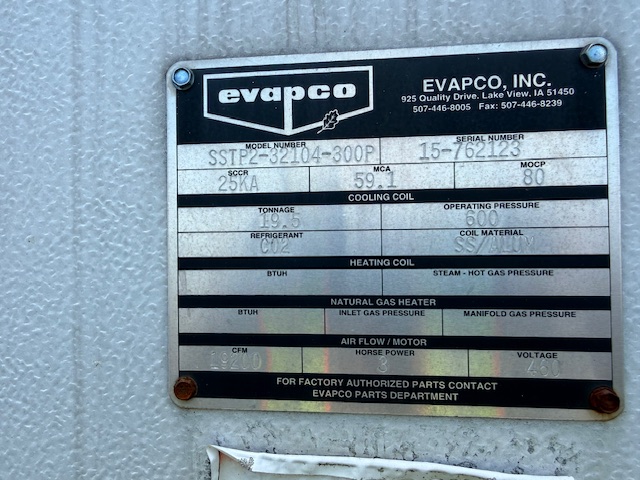 evapco
EVAPCO, INC.
925 Quality Drive. Lake View. IA 51450
507-446-8005 Fax: 507-446-8239
MODEL NUMBER SERIAL NUMBER
SSTP2-32104-300P 15-762123
SCCR MCA MOCP
25KA 59.1 80
COOLING COIL
TONNAGE OPERATING PRESSURE
19.5 600
REFRIGERANT COIL MATERIAL
CO2 SS/ALUM
HEATING COIL
BTUH STEAM - HOT GAS PRESSURE
NATURAL GAS HEATER
BTUH INLET GAS PRESSURE MANIFOLD GAS PRESSURE
AIR FLOW / MOTOR
CFM HORSE POWER VOLTAGE
3 460
FOR FACTORY AUTHORIZED PARTS CONTACT
EVAPCO PARTS DEPARTMENT